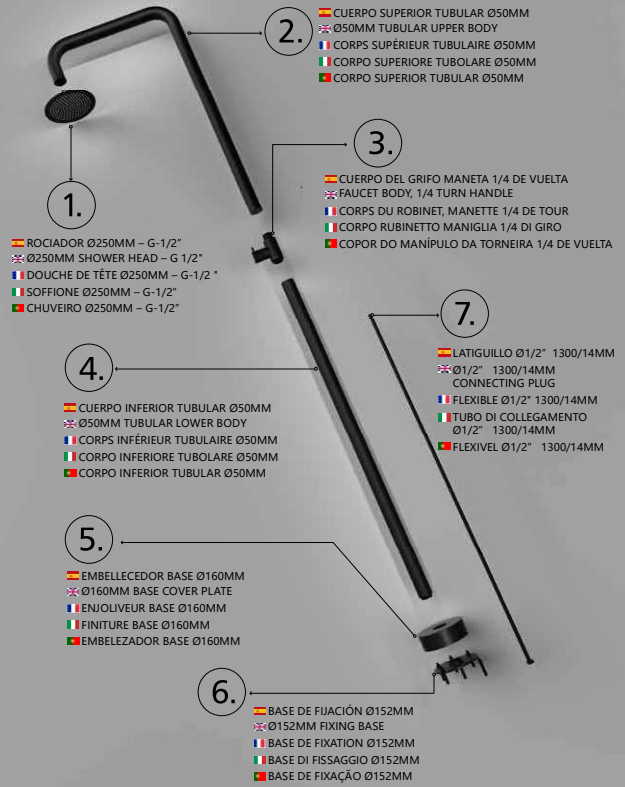 2.
CUERPO SUPERIOR TUBULAR Ø50MM
Ø50MM TUBULAR UPPER BODY
CORPS SUPÉRIEUR TUBULAIRE Ø50MM
CORPO SUPERIORE TUBOLARE Ø50MM
CORPO SUPERIOR TUBULAR Ø50MM
3.
CUERPO DEL GRIFO MANETA 1/4 DE VUELTA
FAUCET BODY, 1/4 TURN HANDLE
CORPS DU ROBINET, MANETTE 1/4 DE TOUR
CORPO RUBINETTO MANIGLIA 1/4 DI GIRO
COPOR DO MANÍPULO DA TORNEIRA 1/4 DE VUELTA
1.
ROCIADOR Ø250MM – G-1/2"
Ø250MM SHOWER HEAD – G 1/2"
DOUCHE DE TÊTE Ø250MM – G-1/2 "
SOFFIONE Ø250MM – G-1/2"
CHUVEIRO Ø250MM – G-1/2"
7.
LATIGUILLO Ø1/2" 1300/14MM
Ø1/2" 1300/14MM
CONNECTING PLUG
FLEXIBLE Ø1/2" 1300/14MM
TUBO DI COLLEGAMENTO
Ø1/2" 1300/14MM
FLEXIVEL Ø1/2" 1300/14MM
4.
CUERPO INFERIOR TUBULAR Ø50MM
Ø50MM TUBULAR LOWER BODY
CORPS INFÉRIEUR TUBULAIRE Ø50MM
CORPO INFERIORE TUBOLARE Ø50MM
CORPO INFERIOR TUBULAR Ø50MM
5.
EMBELLECEDOR BASE Ø160MM
Ø160MM BASE COVER PLATE
ENJOLIVEUR BASE Ø160MM
FINITURE BASE Ø160MM
EMBELEZADOR BASE Ø160MM
6.
BASE DE FIJACIÓN Ø152MM
Ø152MM FIXING BASE
BASE DE FIXATION Ø152MM
BASE DI FISSAGGIO Ø152MM
BASE DE FIXAÇÃO Ø152MM